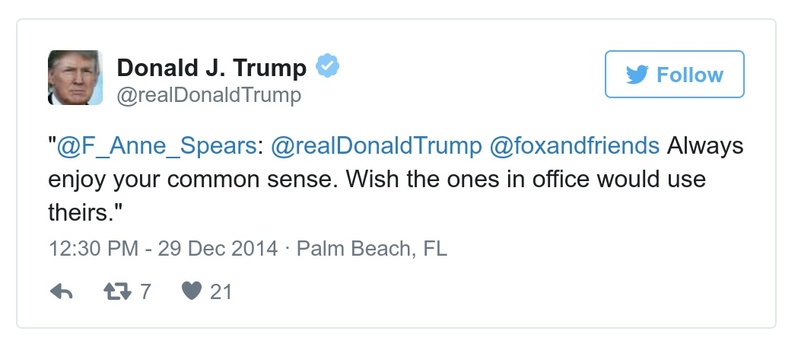 Donald J. Trump
@realDonaldTrump
Follow
"@F_Anne_Spears: @realDonaldTrump @foxandfriends Always
enjoy your common sense. Wish the ones in office would use
theirs."
12:30 PM - 29 Dec 2014 · Palm Beach, FL
7 21